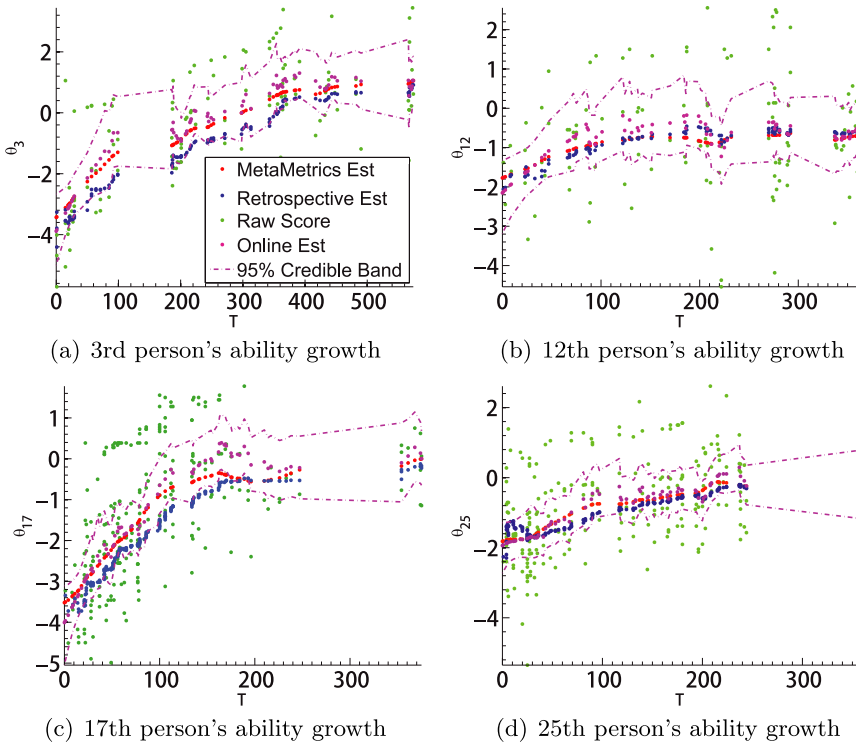 2
0
−2
−4
θ3
0 100 200 300 400 500
T
MetaMetrics Est
Retrospective Est
Raw Score
Online Est
95% Credible Band
(a) 3rd person's ability growth
2
1
0
−1
−2
−3
−4
θ12
0 100 200 300
T
(b) 12th person's ability growth
1
0
−1
−2
−3
−4
−5
θ17
0 100 200 300
T
(c) 17th person's ability growth
2
0
−2
−4
θ25
0 100 200 300
T
(d) 25th person's ability growth